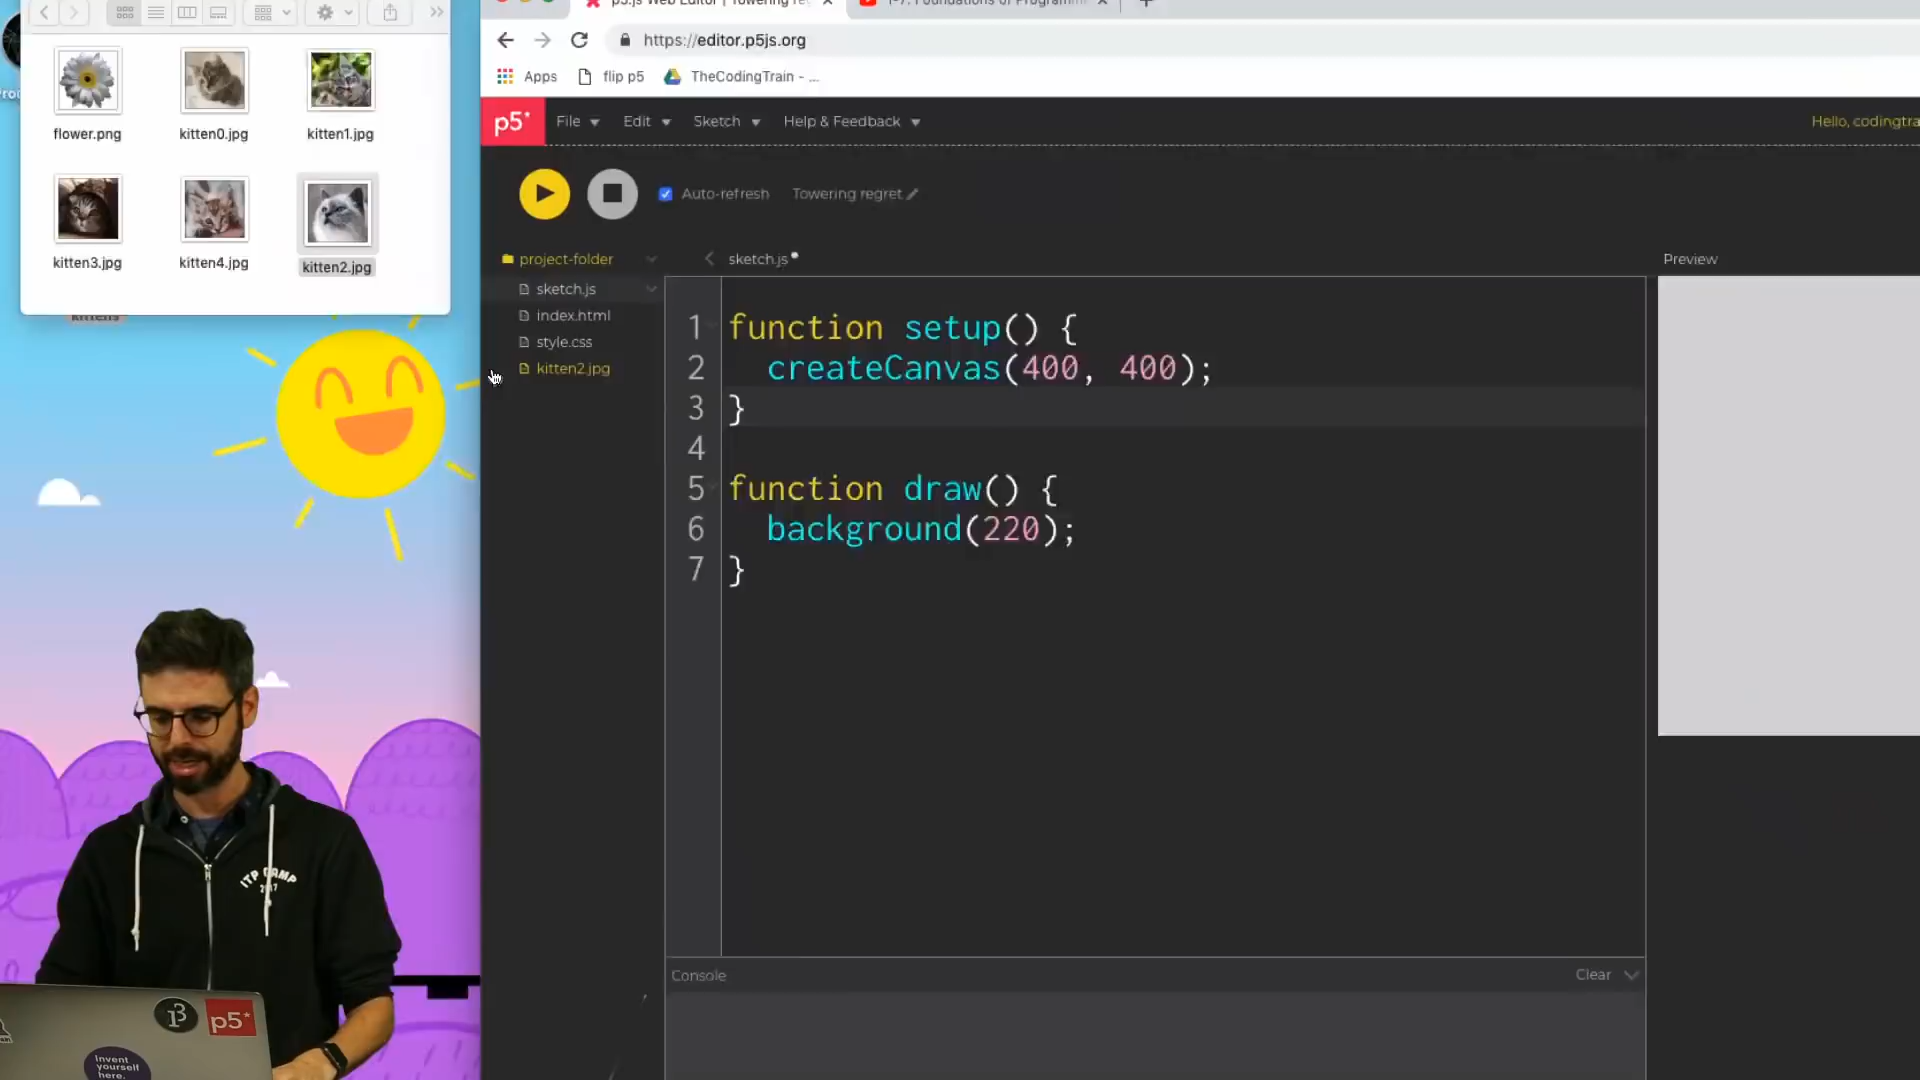 flower.png
kitten0.jpg
kitten1.jpg
kitten3.jpg
kitten4.jpg
kitten2.jpg
kittens
p5.js Web Editor | Towering re
1-7: Foundations of Programm
https://editor.p5js.org
Apps
flip p5
TheCodingTrain - ...
p5*
File
Edit
Sketch
Help & Feedback
Hello, codingtra
Auto-refresh
Towering regret
project-folder
sketch.js
index.html
style.css
kitten2.jpg
sketch.js
Preview
1 function setup() {
2 createCanvas(400, 400);
3 }
4
5 function draw() {
6 background(220);
7 }
Console
Clear
ITP CAMP
2017
p5*
Invent
yourself
here.